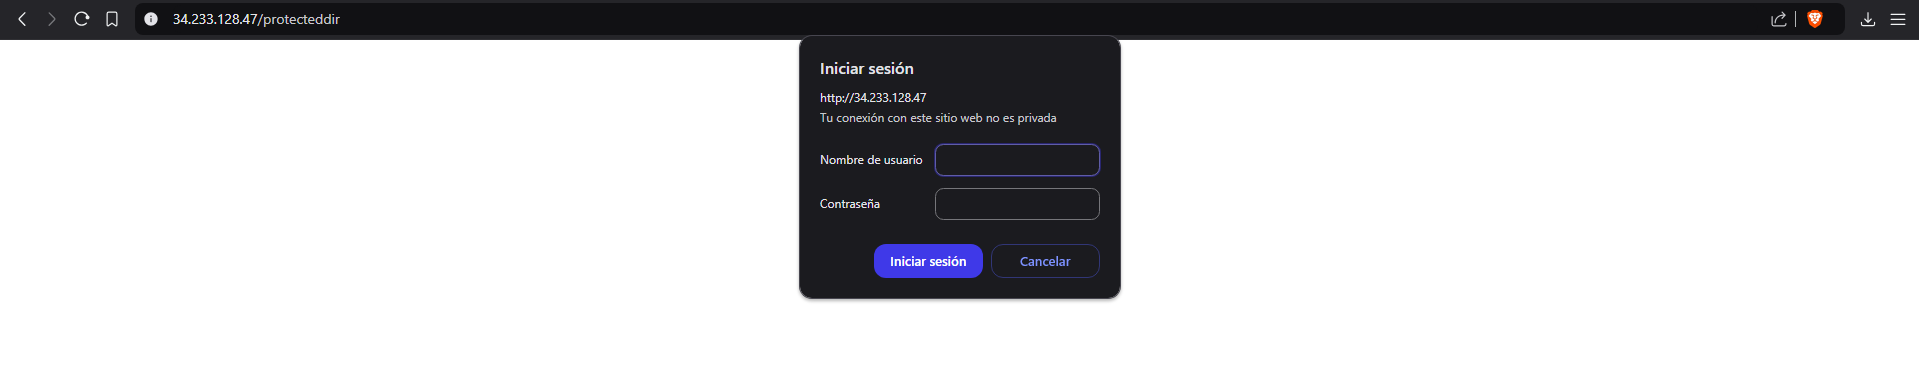 34.233.128.47/protecteddir
Iniciar sesión
http://34.233.128.47
Tu conexión con este sitio web no es privada
Nombre de usuario
Contraseña
Iniciar sesión Cancelar